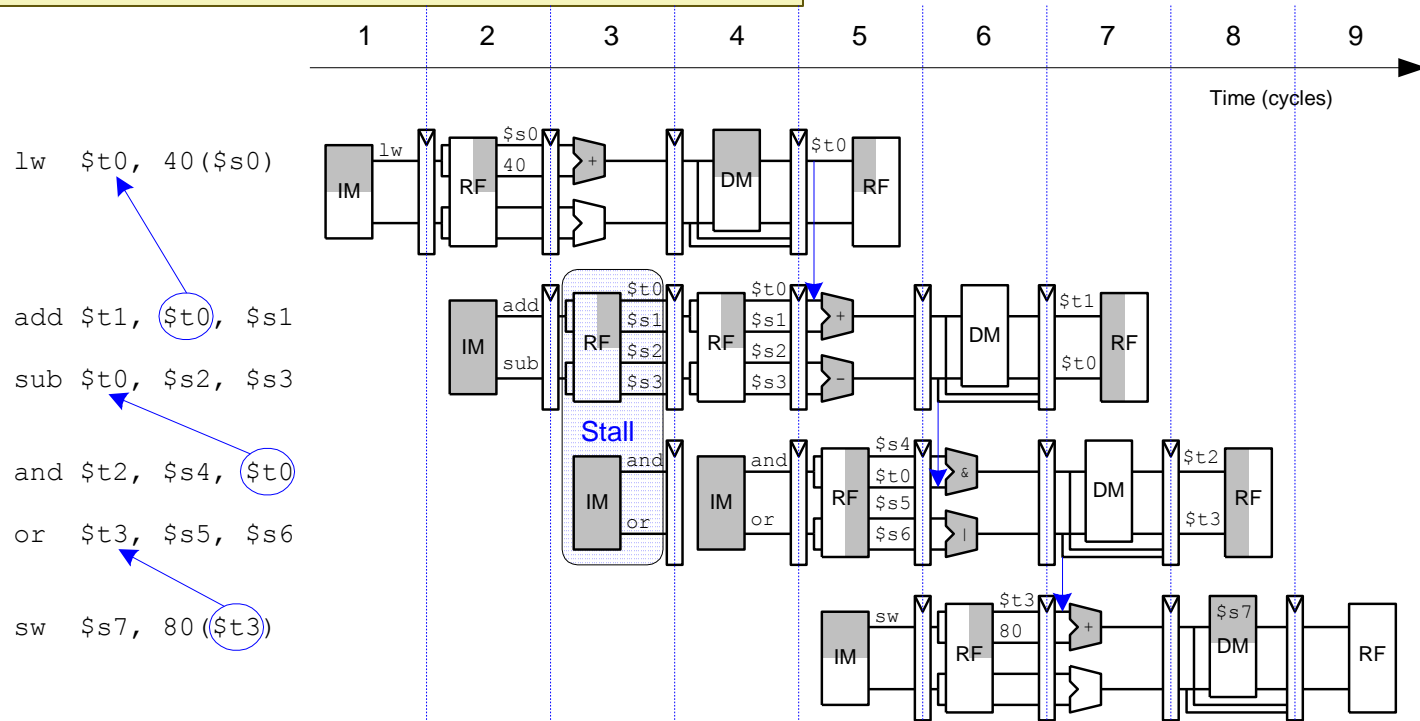 1 2 3 4 5 6 7 8 9
Time (cycles)
lw $t0, 40($s0)
IM lw RF $s0 40 + DM $t0 RF
add $t1, $t0, $s1
sub $t0, $s2, $s3
IM add sub RF $t0 $s1 $s2 $s3 RF $t0 $s1 $s2 $s3 + - DM $t1 $t0 RF
Stall
and $t2, $s4, $t0
or $t3, $s5, $s6
IM and or IM and or RF $s4 $t0 $s5 $s6 & | DM $t2 $t3 RF
sw $s7, 80($t3)
IM sw RF $t3 80 + $s7 DM RF